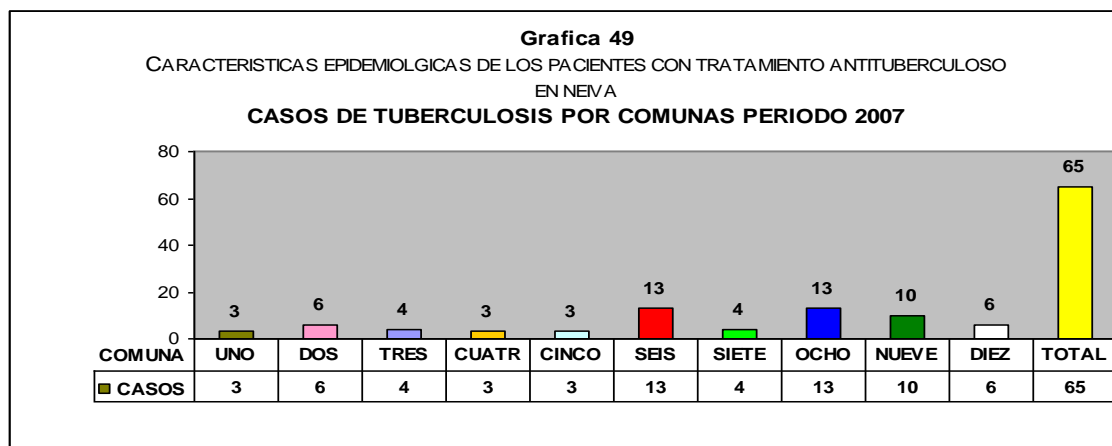 Grafica 49
CARACTERISTICAS EPIDEMIOLGICAS DE LOS PACIENTES CON TRATAMIENTO ANTITUBERCULOSO
EN NEIVA
CASOS DE TUBERCULOSIS POR COMUNAS PERIODO 2007
80
60
40
20
0
3 6 4 3 3 13 4 13 10 6 65
COMUNA UNO DOS TRES CUATR CINCO SEIS SIETE OCHO NUEVE DIEZ TOTAL
CASOS 3 6 4 3 3 13 4 13 10 6 65